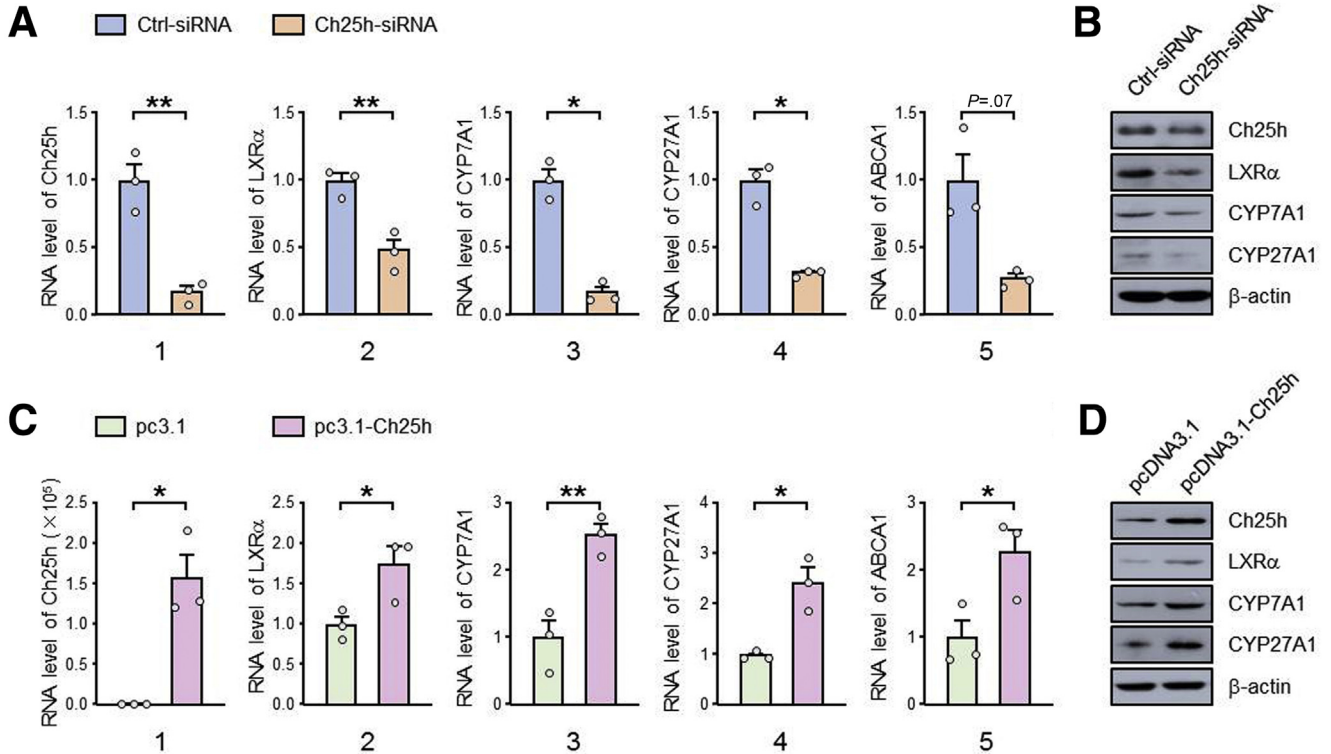 A
Ctrl-siRNA
Ch25h-siRNA
RNA level of Ch25h
1.5
1.0
0.5
0.0
**
1
RNA level of LXRα
1.5
1.0
0.5
0.0
**
2
RNA level of CYP7A1
1.5
1.0
0.5
0.0
*
3
RNA level of CYP27A1
1.5
1.0
0.5
0.0
*
4
RNA level of ABCA1
1.5
1.0
0.5
0.0
P=.07
5
B
Ctrl-siRNA
Ch25h-siRNA
Ch25h
LXRα
CYP7A1
CYP27A1
β-actin
C
pc3.1
pc3.1-Ch25h
RNA level of Ch25h (×10⁵)
2.5
2.0
1.5
1.0
0.5
0.0
*
1
RNA level of LXRα
2.5
2.0
1.5
1.0
0.5
0.0
*
2
RNA level of CYP7A1
3
2
1
0
**
3
RNA level of CYP27A1
4
3
2
1
0
*
4
RNA level of ABCA1
3
2
1
0
*
5
D
pcDNA3.1
pcDNA3.1-Ch25h
Ch25h
LXRα
CYP7A1
CYP27A1
β-actin